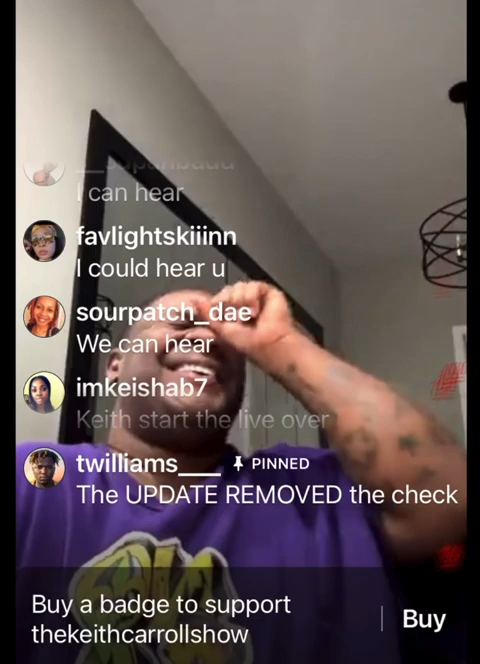 I can hear
favlightskiiinn
I could hear u
sourpatch_dae
We can hear
imkeishab7
Keith start the live over
twilliams___ PINNED
The UPDATE REMOVED the check
Buy a badge to support
thekeithcarrollshow
Buy